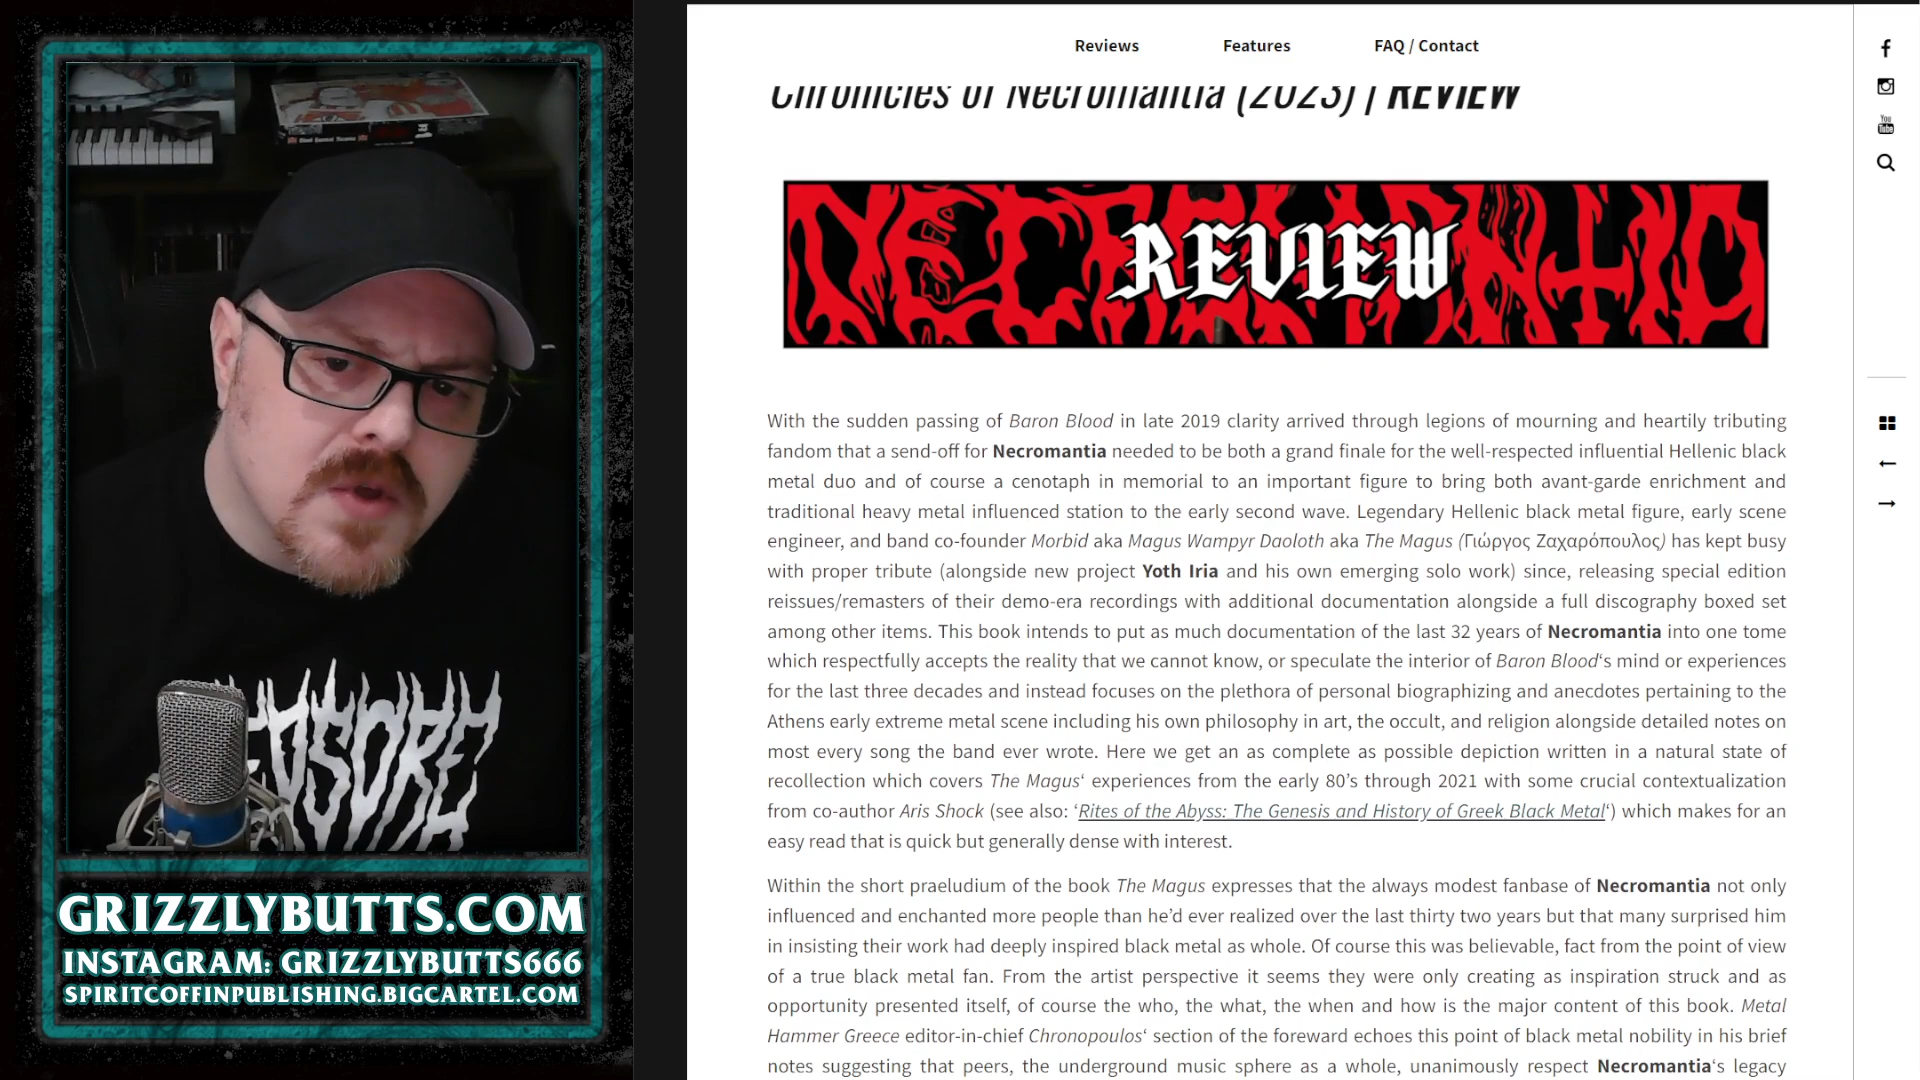 Reviews
Features
FAQ / Contact
Chronicles of Necromantia (2023) | REVIEW
NECROMANTIA
REVIEW
With the sudden passing of Baron Blood in late 2019 clarity arrived through legions of mourning and heartily tributing
fandom that a send-off for Necromantia needed to be both a grand finale for the well-respected influential Hellenic black
metal duo and of course a cenotaph in memorial to an important figure to bring both avant-garde enrichment and
traditional heavy metal influenced station to the early second wave. Legendary Hellenic black metal figure, early scene
engineer, and band co-founder Morbid aka Magus Wampyr Daoloth aka The Magus (Γιώργος Ζαχαρόπουλος) has kept busy
with proper tribute (alongside new project Yoth Iria and his own emerging solo work) since, releasing special edition
reissues/remasters of their demo-era recordings with additional documentation alongside a full discography boxed set
among other items. This book intends to put as much documentation of the last 32 years of Necromantia into one tome
which respectfully accepts the reality that we cannot know, or speculate the interior of Baron Blood‘s mind or experiences
for the last three decades and instead focuses on the plethora of personal biographizing and anecdotes pertaining to the
Athens early extreme metal scene including his own philosophy in art, the occult, and religion alongside detailed notes on
most every song the band ever wrote. Here we get an as complete as possible depiction written in a natural state of
recollection which covers The Magus‘ experiences from the early 80’s through 2021 with some crucial contextualization
from co-author Aris Shock (see also: ‘Rites of the Abyss: The Genesis and History of Greek Black Metal‘) which makes for an
easy read that is quick but generally dense with interest.
Within the short praeludium of the book The Magus expresses that the always modest fanbase of Necromantia not only
influenced and enchanted more people than he’d ever realized over the last thirty two years but that many surprised him
in insisting their work had deeply inspired black metal as whole. Of course this was believable, fact from the point of view
of a true black metal fan. From the artist perspective it seems they were only creating as inspiration struck and as
opportunity presented itself, of course the who, the what, the when and how is the major content of this book. Metal
Hammer Greece editor-in-chief Chronopoulos‘ section of the foreward echoes this point of black metal nobility in his brief
notes suggesting that peers, the underground music sphere as a whole, unanimously respect Necromantia‘s legacy
You
Tube
GRIZZLYBUTTS.COM
INSTAGRAM: GRIZZLYBUTTS666
SPIRITCOFFINPUBLISHING.BIGCARTEL.COM